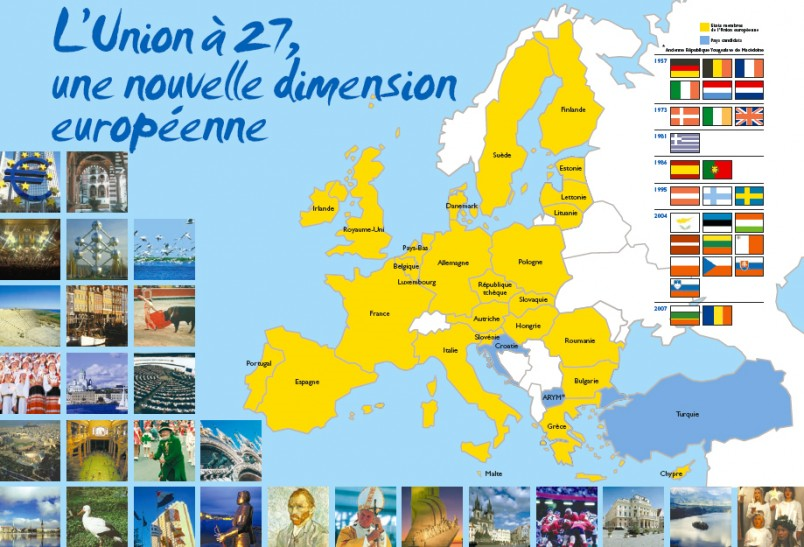 L'Union à 27,
une nouvelle dimension
européenne
Etats membres
de l'Union européenne
Pays candidats
* Ancienne République Yougoslave de Macédoine
1957
1973
1981
1986
1995
2004
2007
Finlande
Suède
Estonie
Lettonie
Lituanie
Danemark
Irlande
Royaume-Uni
Pays-Bas
Belgique
Allemagne
Pologne
Luxembourg
République
tchèque
Slovaquie
France
Autriche
Hongrie
Slovénie
Croatie
Roumanie
Italie
Portugal
Espagne
Bulgarie
ARYM*
Turquie
Grèce
Malte
Chypre